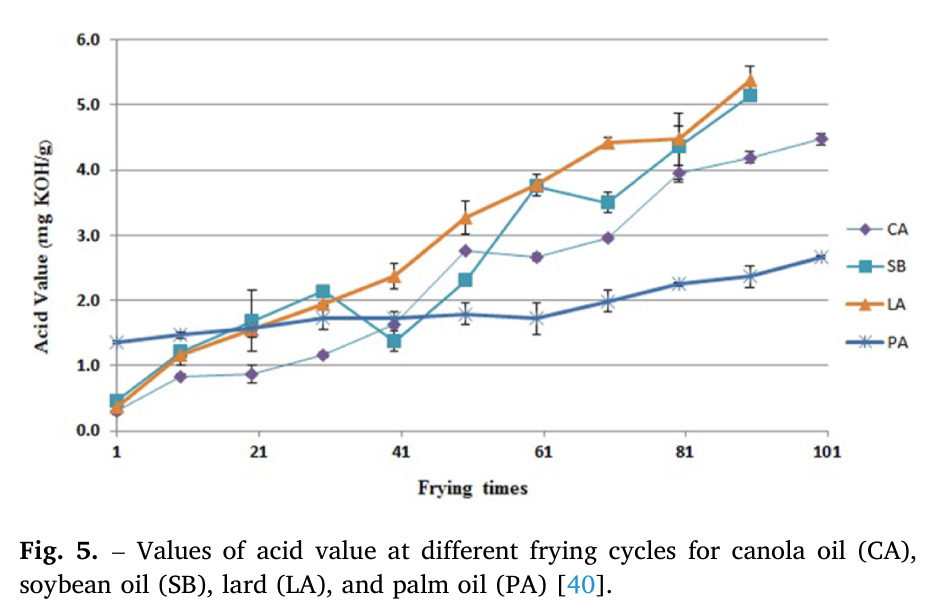 6.0
5.0
4.0
3.0
2.0
1.0
0.0
Acid Value (mg KOH/g)
1 21 41 61 81 101
Frying times
CA
SB
LA
PA
Fig. 5. – Values of acid value at different frying cycles for canola oil (CA),
soybean oil (SB), lard (LA), and palm oil (PA) [40].